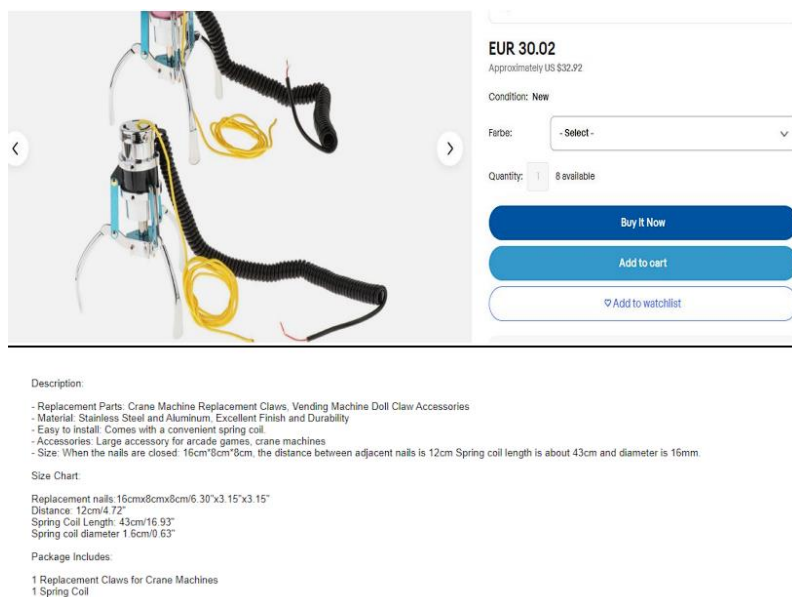 EUR 30.02
Approximately US $32.92
Condition: New
Farbe: - Select -
Quantity: 1 8 available
Buy It Now
Add to cart
Add to watchlist
Description:
- Replacement Parts: Crane Machine Replacement Claws, Vending Machine Doll Claw Accessories
- Material: Stainless Steel and Aluminum, Excellent Finish and Durability
- Easy to install: Comes with a convenient spring coil.
- Accessories: Large accessory for arcade games, crane machines
- Size: When the nails are closed: 16cm*8cm*8cm, the distance between adjacent nails is 12cm Spring coil length is about 43cm and diameter is 16mm.
Size Chart:
Replacement nails:16cmx8cmx8cm/6.30"x3.15"x3.15"
Distance: 12cm/4.72"
Spring Coil Length: 43cm/16.93"
Spring coil diameter 1.6cm/0.63"
Package Includes:
1 Replacement Claws for Crane Machines
1 Spring Coil